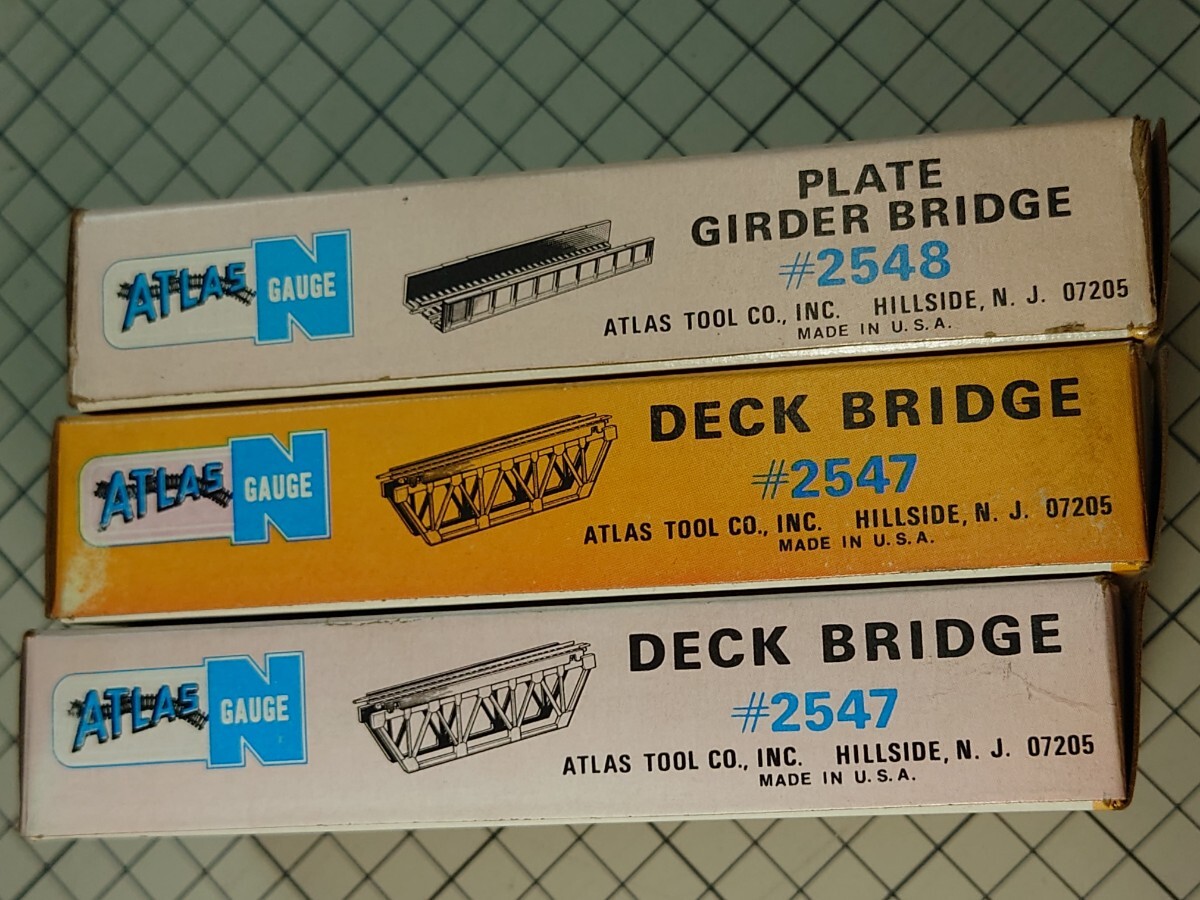 ATLAS N GAUGE
PLATE
GIRDER BRIDGE
#2548
ATLAS TOOL CO., INC. HILLSIDE, N. J. 07205
MADE IN U.S.A.
ATLAS N GAUGE
DECK BRIDGE
#2547
ATLAS TOOL CO., INC. HILLSIDE, N. J. 07205
MADE IN U.S.A.
ATLAS N GAUGE
DECK BRIDGE
#2547
ATLAS TOOL CO., INC. HILLSIDE, N. J. 07205
MADE IN U.S.A.